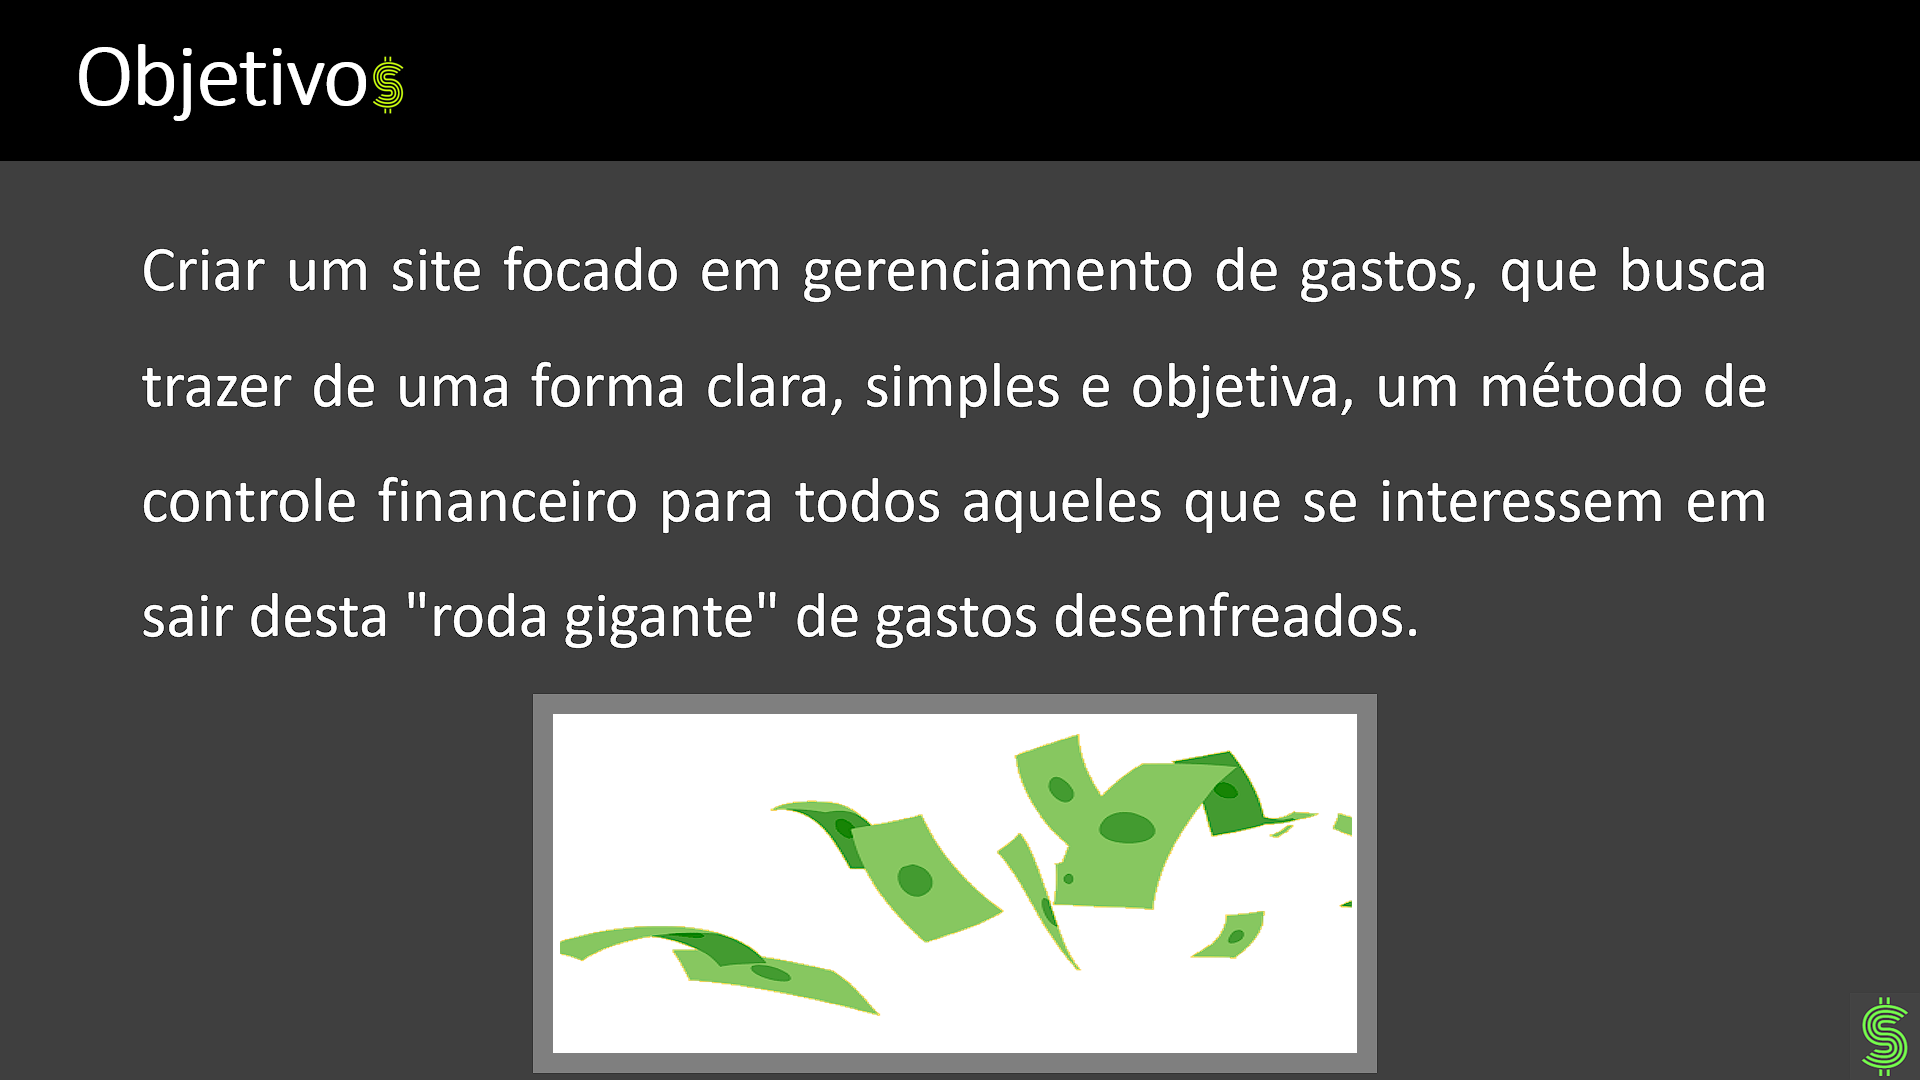 Objetivo$
Criar um site focado em gerenciamento de gastos, que busca
trazer de uma forma clara, simples e objetiva, um método de
controle financeiro para todos aqueles que se interessem em
sair desta "roda gigante" de gastos desenfreados.
$